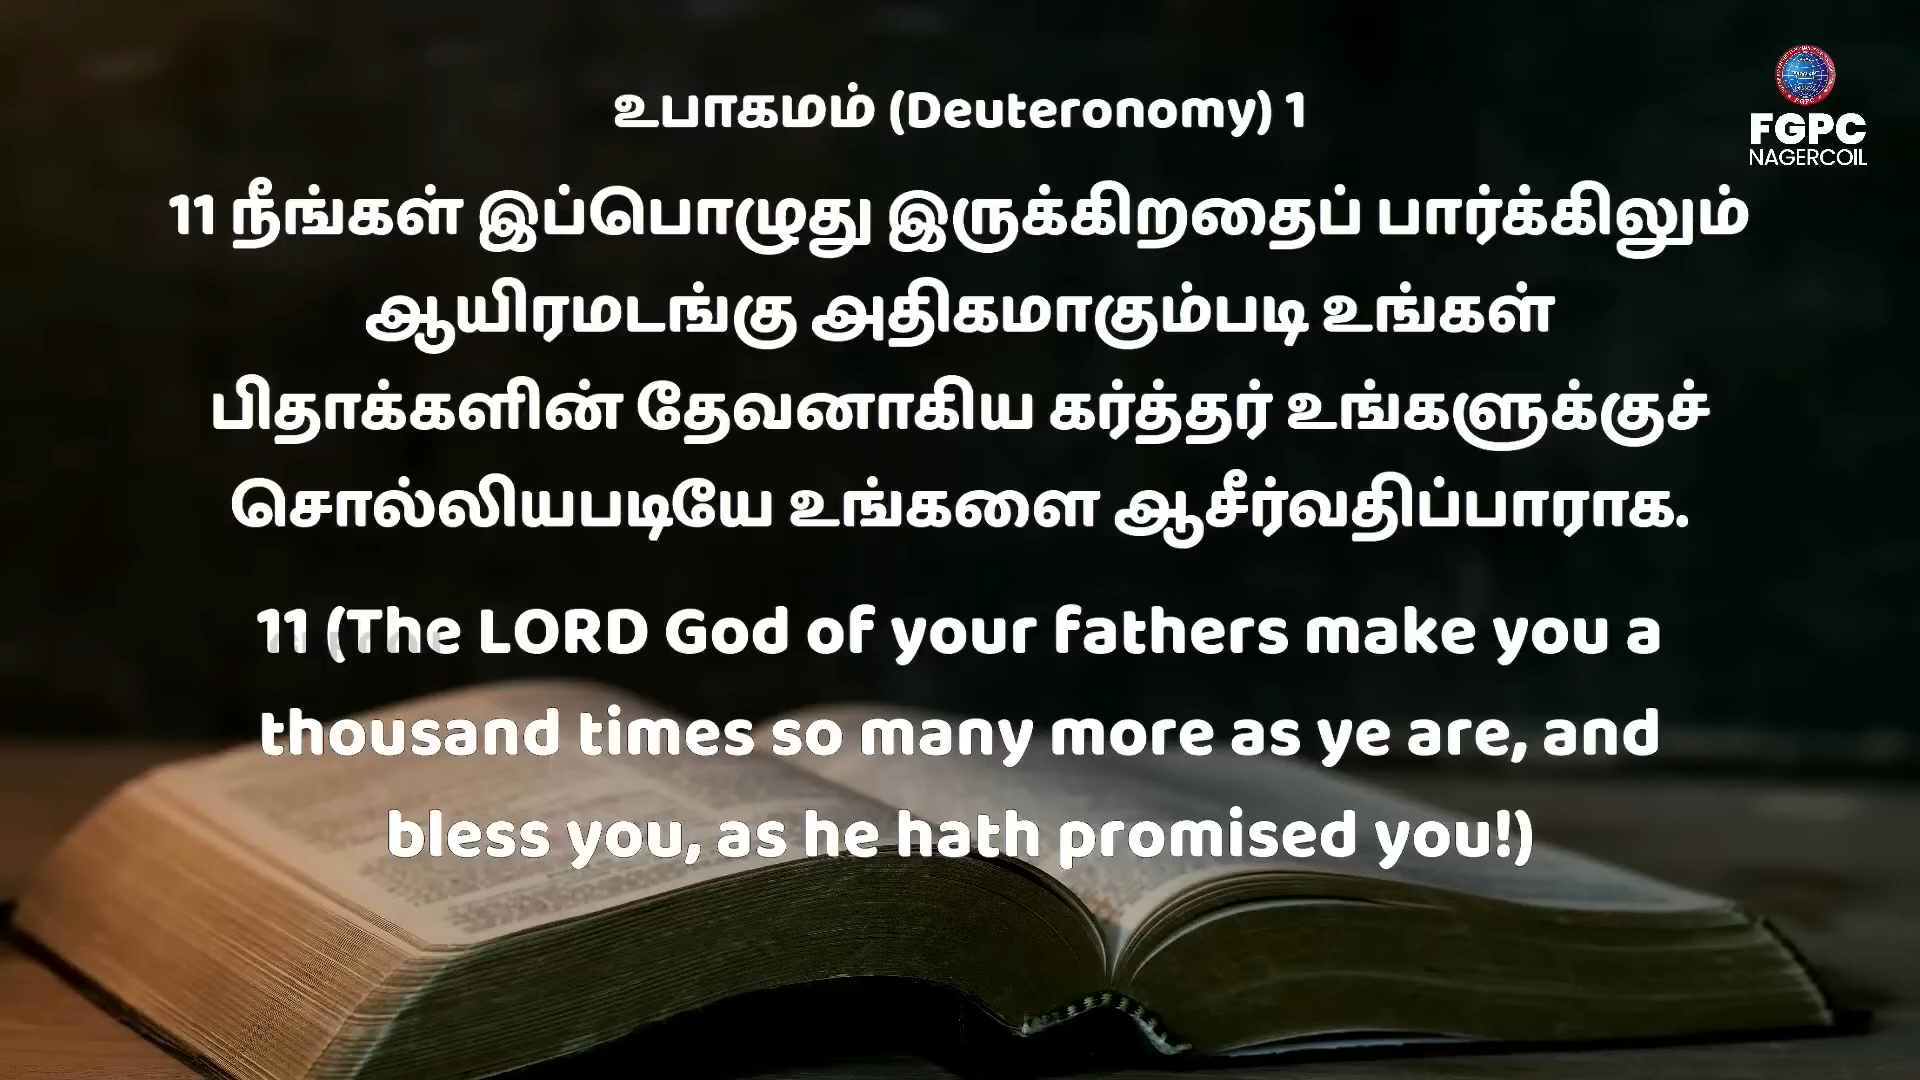 உபாகமம் (Deuteronomy) 1
FGPC
NAGERCOIL
11 நீங்கள் இப்பொழுது இருக்கிறதைப் பார்க்கிலும்
ஆயிரமடங்கு அதிகமாகும்படி உங்கள்
பிதாக்களின் தேவனாகிய கர்த்தர் உங்களுக்குச்
சொல்லியபடியே உங்களை ஆசீர்வதிப்பாராக.
11 (The LORD God of your fathers make you a
thousand times so many more as ye are, and
bless you, as he hath promised you!)